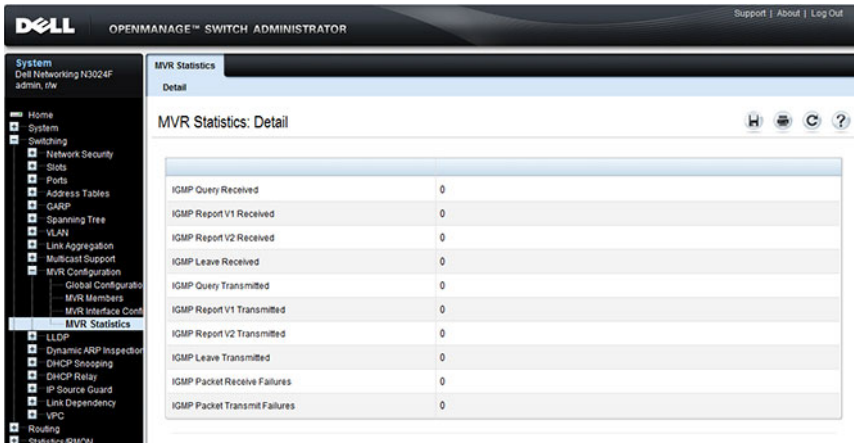 DELL OPENMANAGE™ SWITCH ADMINISTRATOR
Support | About | Log Out
System
Dell Networking N3024F
admin, r/w
Home
System
Switching
Network Security
Slots
Ports
Address Tables
GARP
Spanning Tree
VLAN
Link Aggregation
Multicast Support
MVR Configuration
Global Configuratio
MVR Members
MVR Interface Conf
MVR Statistics
LLDP
Dynamic ARP Inspection
DHCP Snooping
DHCP Relay
IP Source Guard
Link Dependency
VPC
Routing
Statistics/RMON
MVR Statistics
Detail
MVR Statistics: Detail
IGMP Query Received 0
IGMP Report V1 Received 0
IGMP Report V2 Received 0
IGMP Leave Received 0
IGMP Query Transmitted 0
IGMP Report V1 Transmitted 0
IGMP Report V2 Transmitted 0
IGMP Leave Transmitted 0
IGMP Packet Receive Failures 0
IGMP Packet Transmit Failures 0